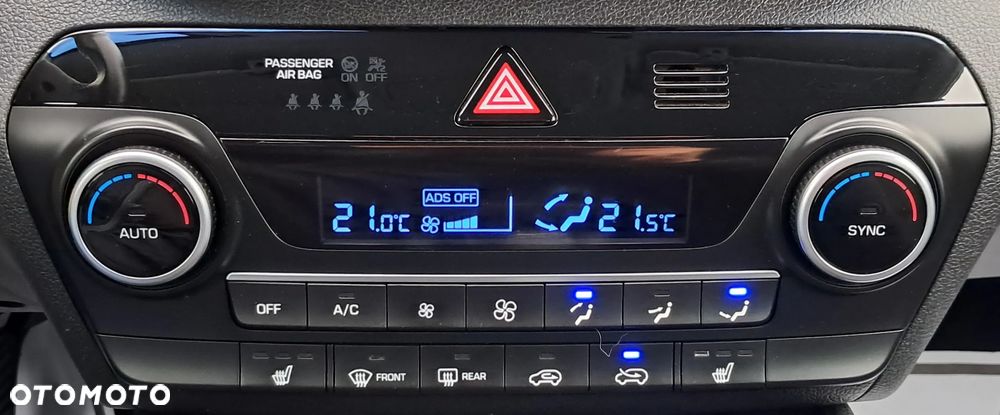 PASSENGER
AIR BAG
ON OFF
ADS OFF
21.0°C
21.5°C
AUTO
SYNC
OFF
A/C
FRONT
REAR
OTOMOTO